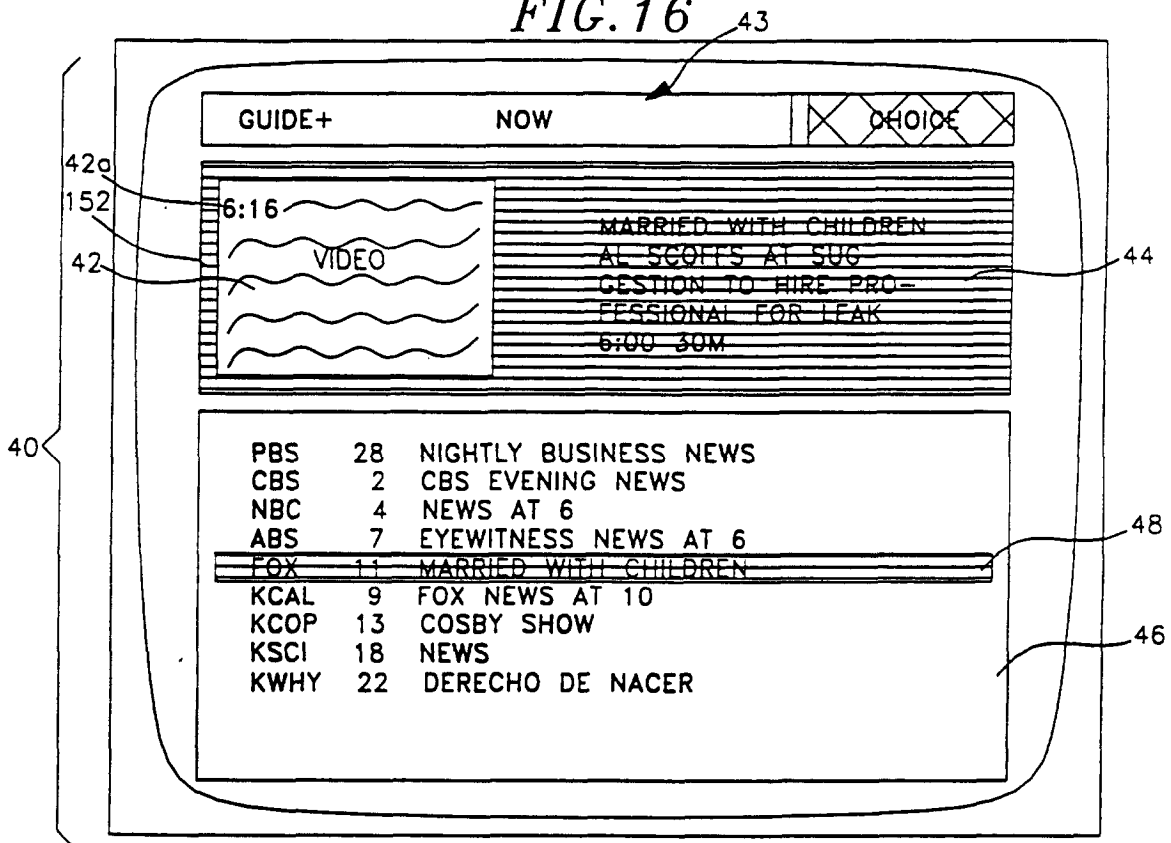 FIG. 16
43
GUIDE+ NOW CHOICE
42a
6:16
152
VIDEO
42
MARRIED WITH CHILDREN
AL SCOFFS AT SUG
GESTION TO HIRE PRO-
FESSIONAL FOR LEAK
6:00 30M
44
40
PBS 28 NIGHTLY BUSINESS NEWS
CBS 2 CBS EVENING NEWS
NBC 4 NEWS AT 6
ABS 7 EYEWITNESS NEWS AT 6
FOX 11 MARRIED WITH CHILDREN
48
KCAL 9 FOX NEWS AT 10
KCOP 13 COSBY SHOW
KSCI 18 NEWS
KWHY 22 DERECHO DE NACER
46